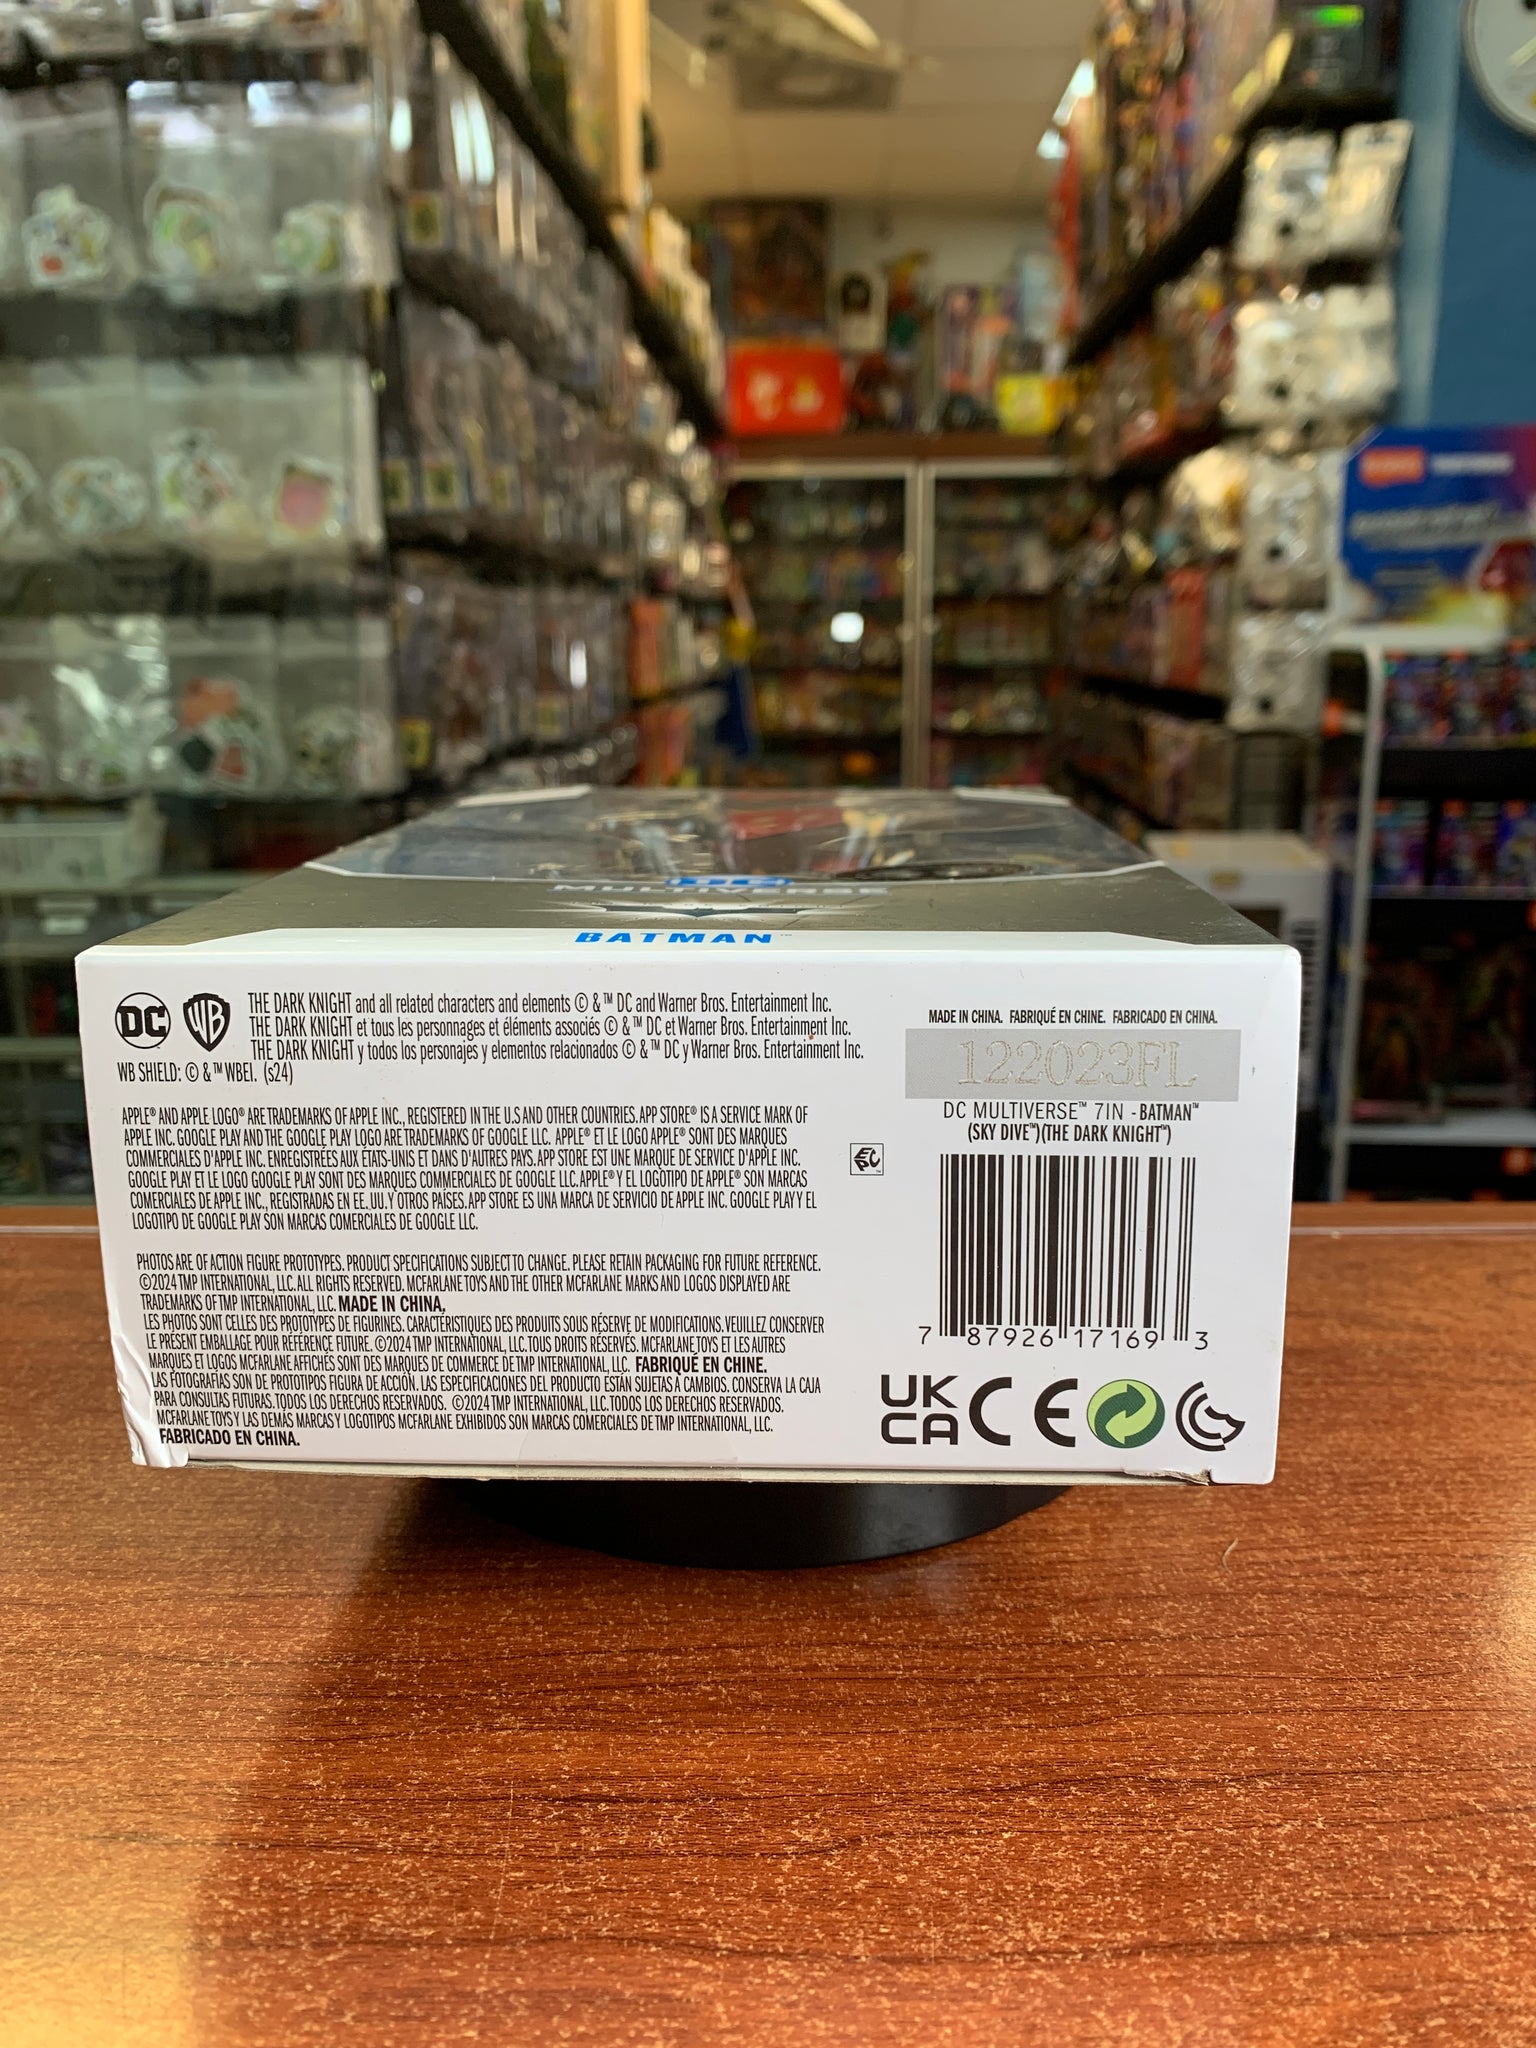 DC
MULTIVERSE
BATMAN™
DC WB THE DARK KNIGHT and all related characters and elements © & ™ DC and Warner Bros. Entertainment Inc.
THE DARK KNIGHT et tous les personnages et éléments associés © & ™ DC et Warner Bros. Entertainment Inc.
THE DARK KNIGHT y todos los personajes y elementos relacionados © & ™ DC y Warner Bros. Entertainment Inc.
WB SHIELD: © & ™ WBEI. (s24)
APPLE® AND APPLE LOGO® ARE TRADEMARKS OF APPLE INC., REGISTERED IN THE U.S AND OTHER COUNTRIES. APP STORE® IS A SERVICE MARK OF
APPLE INC. GOOGLE PLAY AND THE GOOGLE PLAY LOGO ARE TRADEMARKS OF GOOGLE LLC. APPLE® ET LE LOGO APPLE® SONT DES MARQUES
COMMERCIALES D'APPLE INC. ENREGISTRÉES AUX ÉTATS-UNIS ET DANS D'AUTRES PAYS. APP STORE EST UNE MARQUE DE SERVICE D'APPLE INC.
GOOGLE PLAY ET LE LOGO GOOGLE PLAY SONT DES MARQUES COMMERCIALES DE GOOGLE LLC. APPLE® Y EL LOGÒTIPO DE APPLE® SON MARCAS
COMERCIALES DE APPLE INC., REGISTRADAS EN EE. UU. Y OTROS PAÍSES. APP STORE ES UNA MARCA DE SERVICIO DE APPLE INC. GOOGLE PLAY Y EL
LOGOTIPO DE GOOGLE PLAY SON MARCAS COMERCIALES DE GOOGLE LLC.
PHOTOS ARE OF ACTION FIGURE PROTOTYPES. PRODUCT SPECIFICATIONS SUBJECT TO CHANGE. PLEASE RETAIN PACKAGING FOR FUTURE REFERENCE.
©2024 TMP INTERNATIONAL, LLC. ALL RIGHTS RESERVED. MCFARLANE TOYS AND THE OTHER MCFARLANE MARKS AND LOGOS DISPLAYED ARE
TRADEMARKS OF TMP INTERNATIONAL, LLC. MADE IN CHINA.
LES PHOTOS SONT CELLES DES PROTOTYPES DE FIGURINES. CARACTÉRISTIQUES DES PRODUITS SOUS RÉSERVE DE MODIFICATIONS. VEUILLEZ CONSERVER
LE PRÉSENT EMBALLAGE POUR RÉFÉRENCE FUTURE. ©2024 TMP INTERNATIONAL, LLC. TOUS DROITS RÉSERVÉS. MCFARLANE TOYS ET LES AUTRES
MARQUES ET LOGOS MCFARLANE AFFICHÉS SONT DES MARQUES DE COMMERCE DE TMP INTERNATIONAL, LLC. FABRIQUÉ EN CHINE.
LAS FOTOGRAFÍAS SON DE PROTOTIPOS FIGURA DE ACCIÓN. LAS ESPECIFICACIONES DEL PRODUCTO ESTÁN SUJETAS A CAMBIOS. CONSERVA LA CAJA
PARA CONSULTAS FUTURAS. TODOS LOS DERECHOS RESERVADOS. ©2024 TMP INTERNATIONAL, LLC. TODOS LOS DERECHOS RESERVADOS.
MCFARLANE TOYS Y LAS DEMÁS MARCAS Y LOGOTIPOS MCFARLANE EXHIBIDOS SON MARCAS COMERCIALES DE TMP INTERNATIONAL, LLC.
FABRICADO EN CHINA.
MADE IN CHINA. FABRIQUÉ EN CHINE. FABRICADO EN CHINA.
122023FL
DC MULTIVERSE™ 7IN - BATMAN™
(SKY DIVE™)(THE DARK KNIGHT™)
7 87926 17169 3
UK CA CE